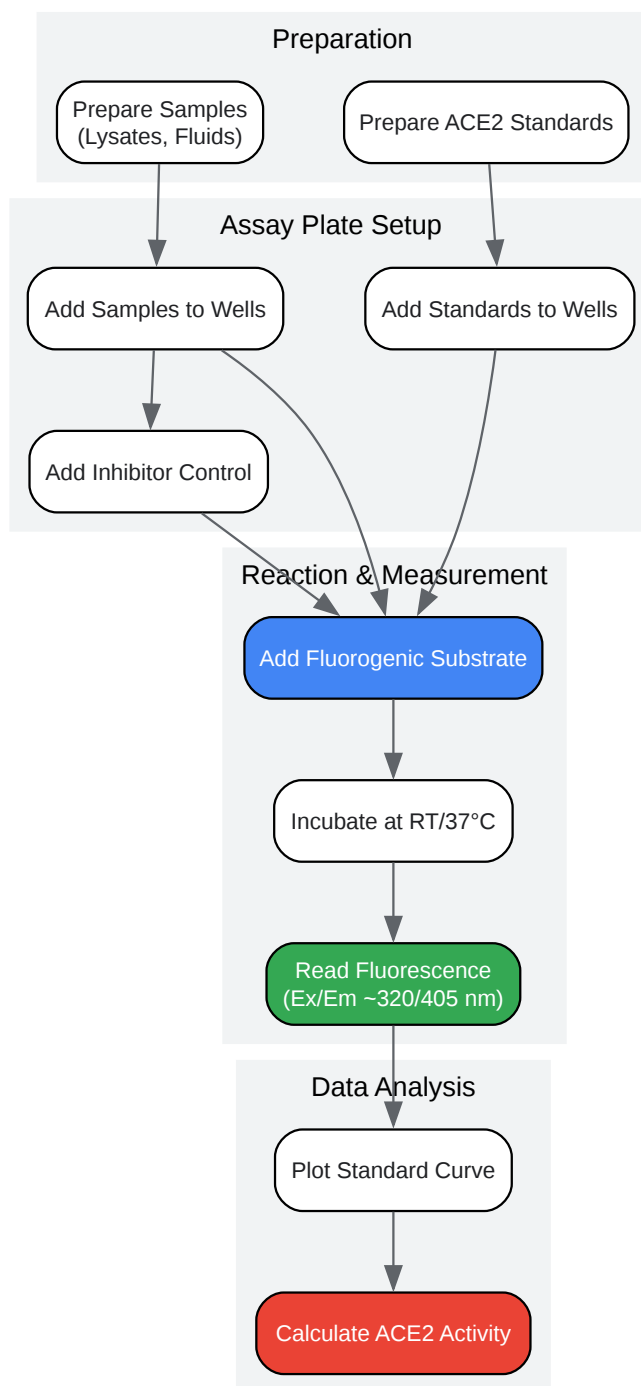 Preparation
Prepare Samples
(Lysates, Fluids)
Prepare ACE2 Standards
Assay Plate Setup
Add Samples to Wells
Add Standards to Wells
Add Inhibitor Control
Reaction & Measurement
Add Fluorogenic Substrate
Incubate at RT/37°C
Read Fluorescence
(Ex/Em ~320/405 nm)
Data Analysis
Plot Standard Curve
Calculate ACE2 Activity